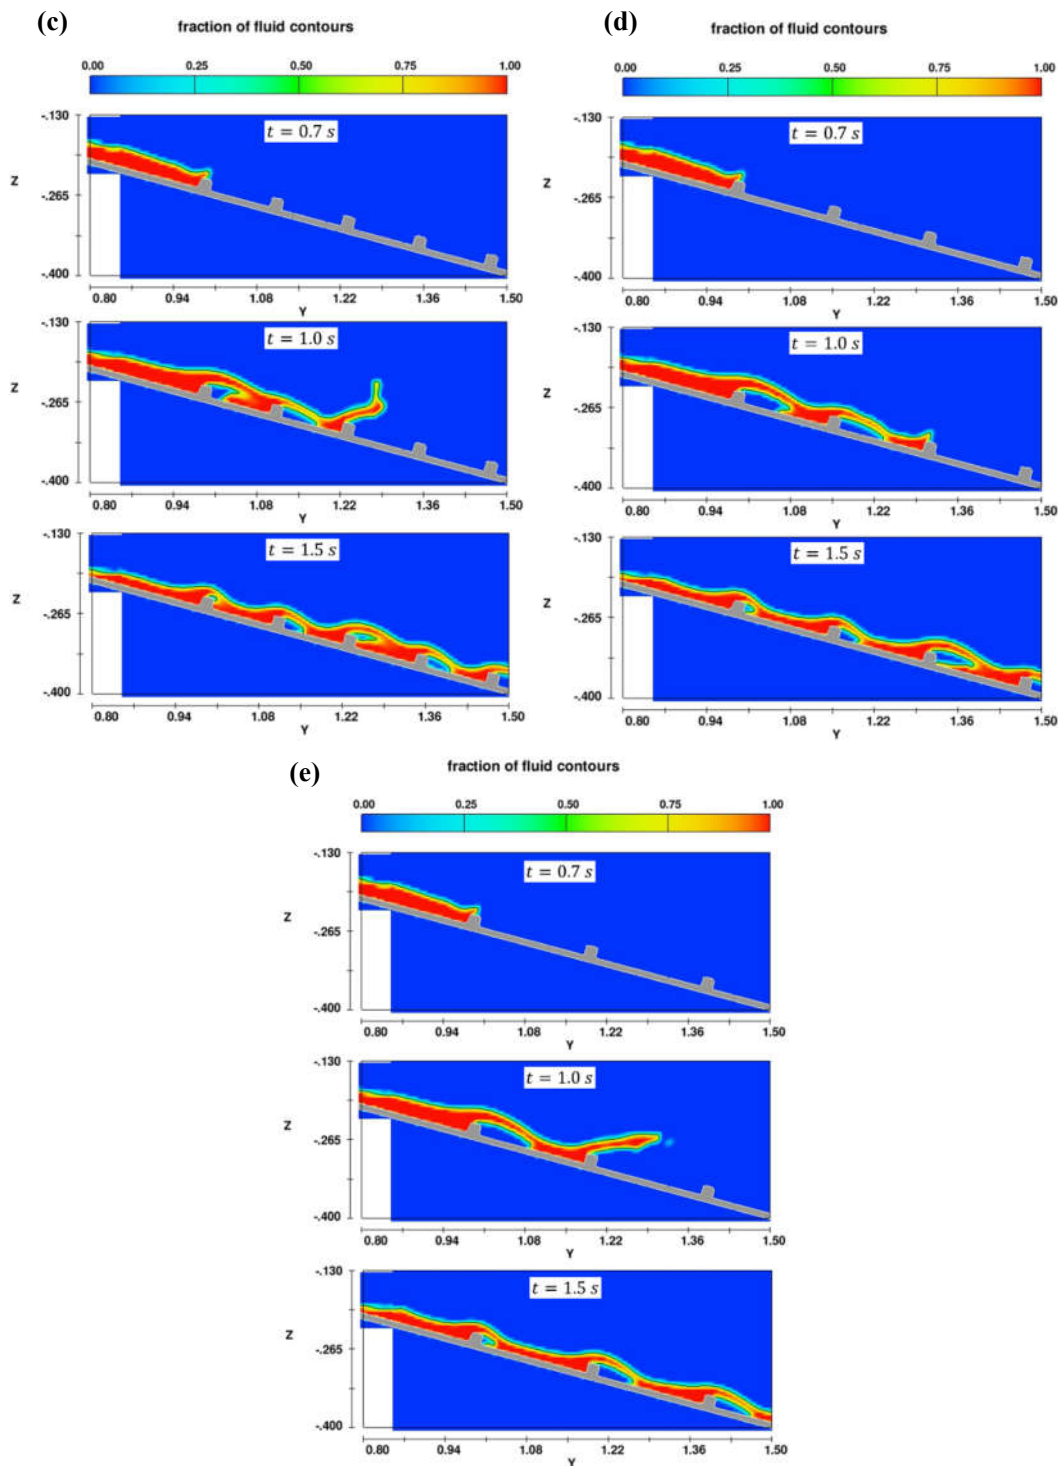 (c)
fraction of fluid contours
0.00 0.25 0.50 0.75 1.00
-.130
t = 0.7 s
Z
-.265
-.400
0.80 0.94 1.08 1.22 1.36 1.50
Y
-.130
t = 1.0 s
Z
-.265
-.400
0.80 0.94 1.08 1.22 1.36 1.50
Y
-.130
t = 1.5 s
Z
-.265
-.400
0.80 0.94 1.08 1.22 1.36 1.50
Y
(d)
fraction of fluid contours
0.00 0.25 0.50 0.75 1.00
-.130
t = 0.7 s
Z
-.265
-.400
0.80 0.94 1.08 1.22 1.36 1.50
Y
-.130
t = 1.0 s
Z
-.265
-.400
0.80 0.94 1.08 1.22 1.36 1.50
Y
-.130
t = 1.5 s
Z
-.265
-.400
0.80 0.94 1.08 1.22 1.36 1.50
Y
(e)
fraction of fluid contours
0.00 0.25 0.50 0.75 1.00
-.130
t = 0.7 s
Z
-.265
-.400
0.80 0.94 1.08 1.22 1.36 1.50
Y
-.130
t = 1.0 s
Z
-.265
-.400
0.80 0.94 1.08 1.22 1.36 1.50
Y
-.130
t = 1.5 s
Z
-.265
-.400
0.80 0.94 1.08 1.22 1.36 1.50
Y